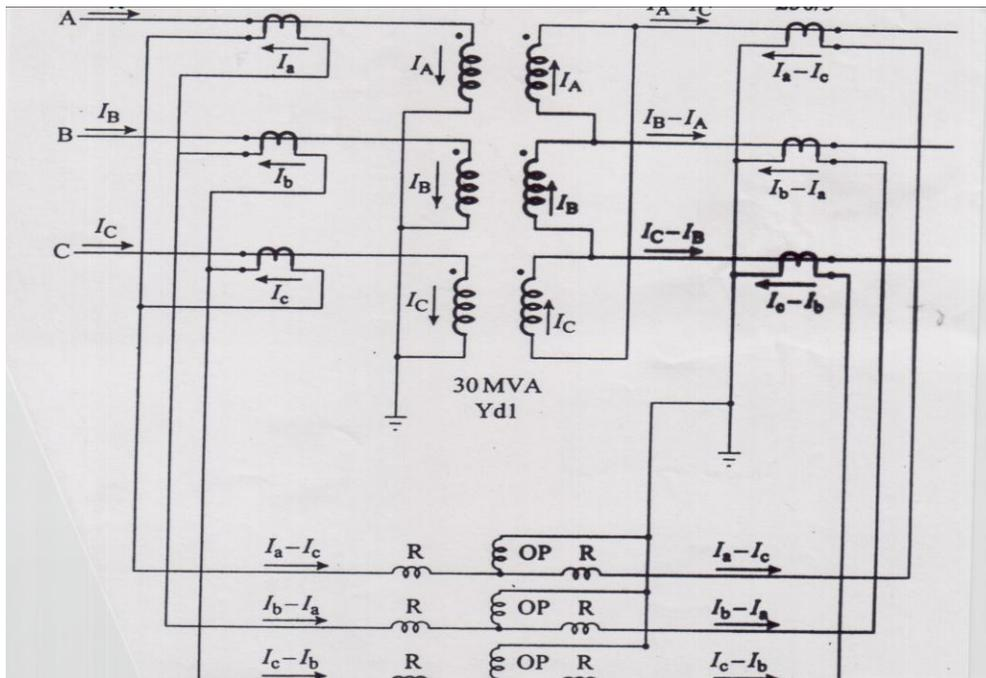 A
I_a
I_A
I_A
I_a–I_c
I_B
B
I_b
I_B
I_B
I_B–I_A
I_b–I_a
I_C
C
I_c
I_C
I_C
I_C–I_B
I_c–I_b
30 MVA
Yd1
I_a–I_c
R
OP
R
I_a–I_c
I_b–I_a
R
OP
R
I_b–I_a
I_c–I_b
R
OP
R
I_c–I_b